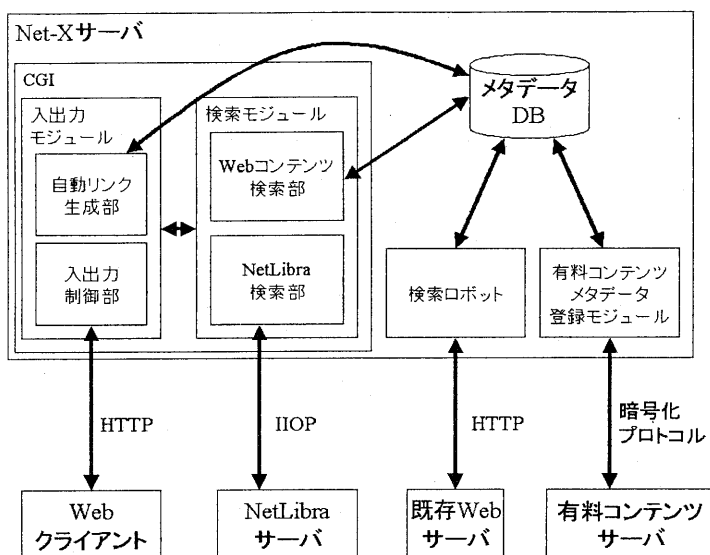 Net-Xサーバ
CGI
入出力
モジュール
自動リンク
生成部
入出力
制御部
検索モジュール
Webコンテンツ
検索部
NetLibra
検索部
メタデータ
DB
検索ロボット
有料コンテンツ
メタデータ
登録モジュール
HTTP
IIOP
HTTP
暗号化
プロトコル
Web
クライアント
NetLibra
サーバ
既存Web
サーバ
有料コンテンツ
サーバ